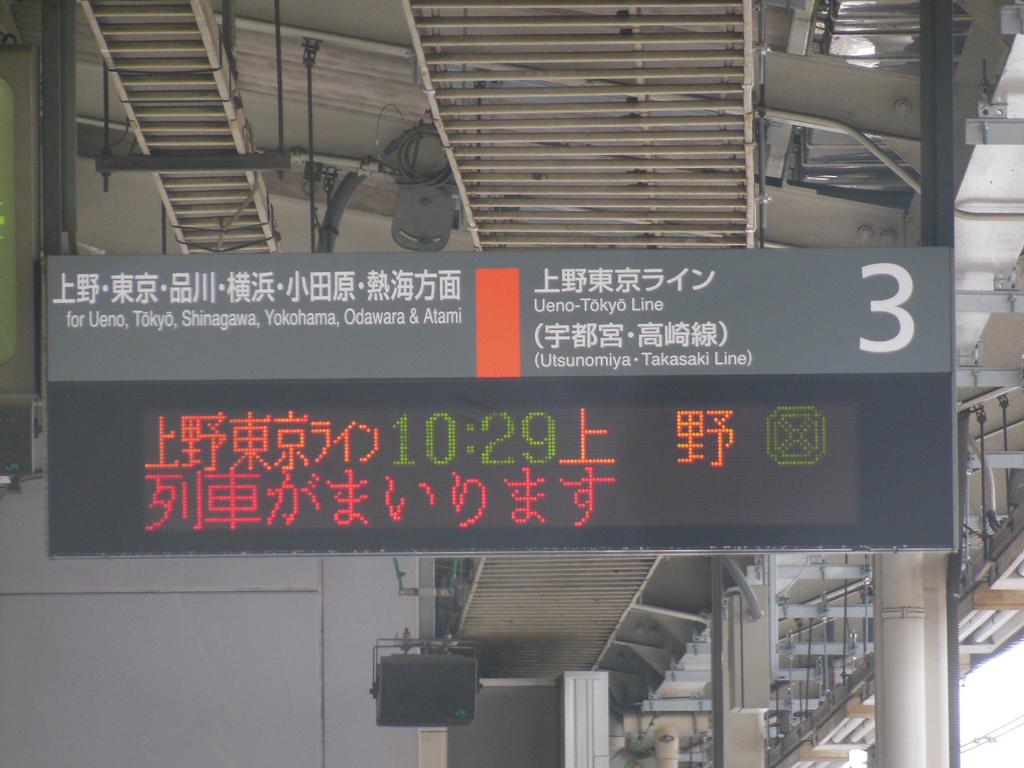 上野・東京・品川・横浜・小田原・熱海方面
for Ueno, Tōkyō, Shinagawa, Yokohama, Odawara & Atami
上野東京ライン
Ueno-Tōkyō Line
(宇都宮・高崎線)
(Utsunomiya・Takasaki Line)
3
上野東京ライン 10:29 上 野
列車がまいります